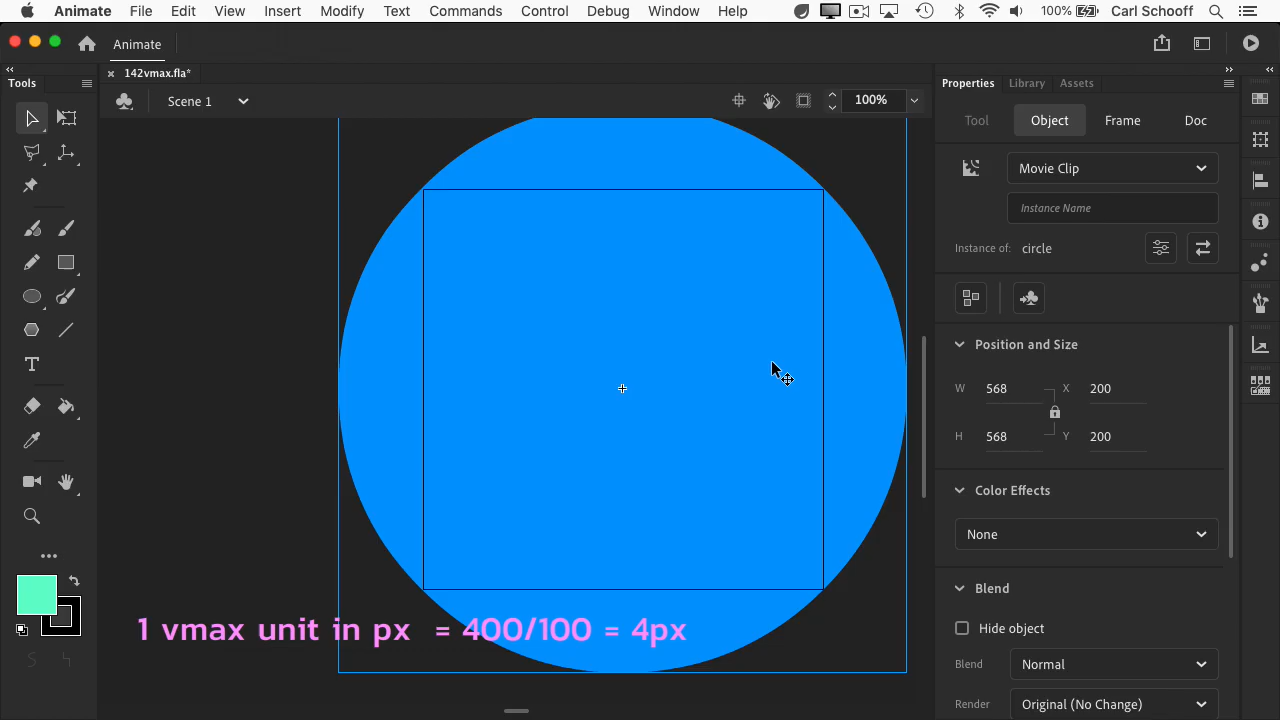 Animate File Edit View Insert Modify Text Commands Control Debug Window Help 100% Carl Schooff
Animate
Tools
142vmax.fla*
Scene 1
100%
Properties Library Assets
Tool Object Frame Doc
Movie Clip
Instance Name
Instance of: circle
Position and Size
W 568 X 200
H 568 Y 200
Color Effects
None
Blend
Hide object
Blend Normal
Render Original (No Change)
1 vmax unit in px = 400/100 = 4px